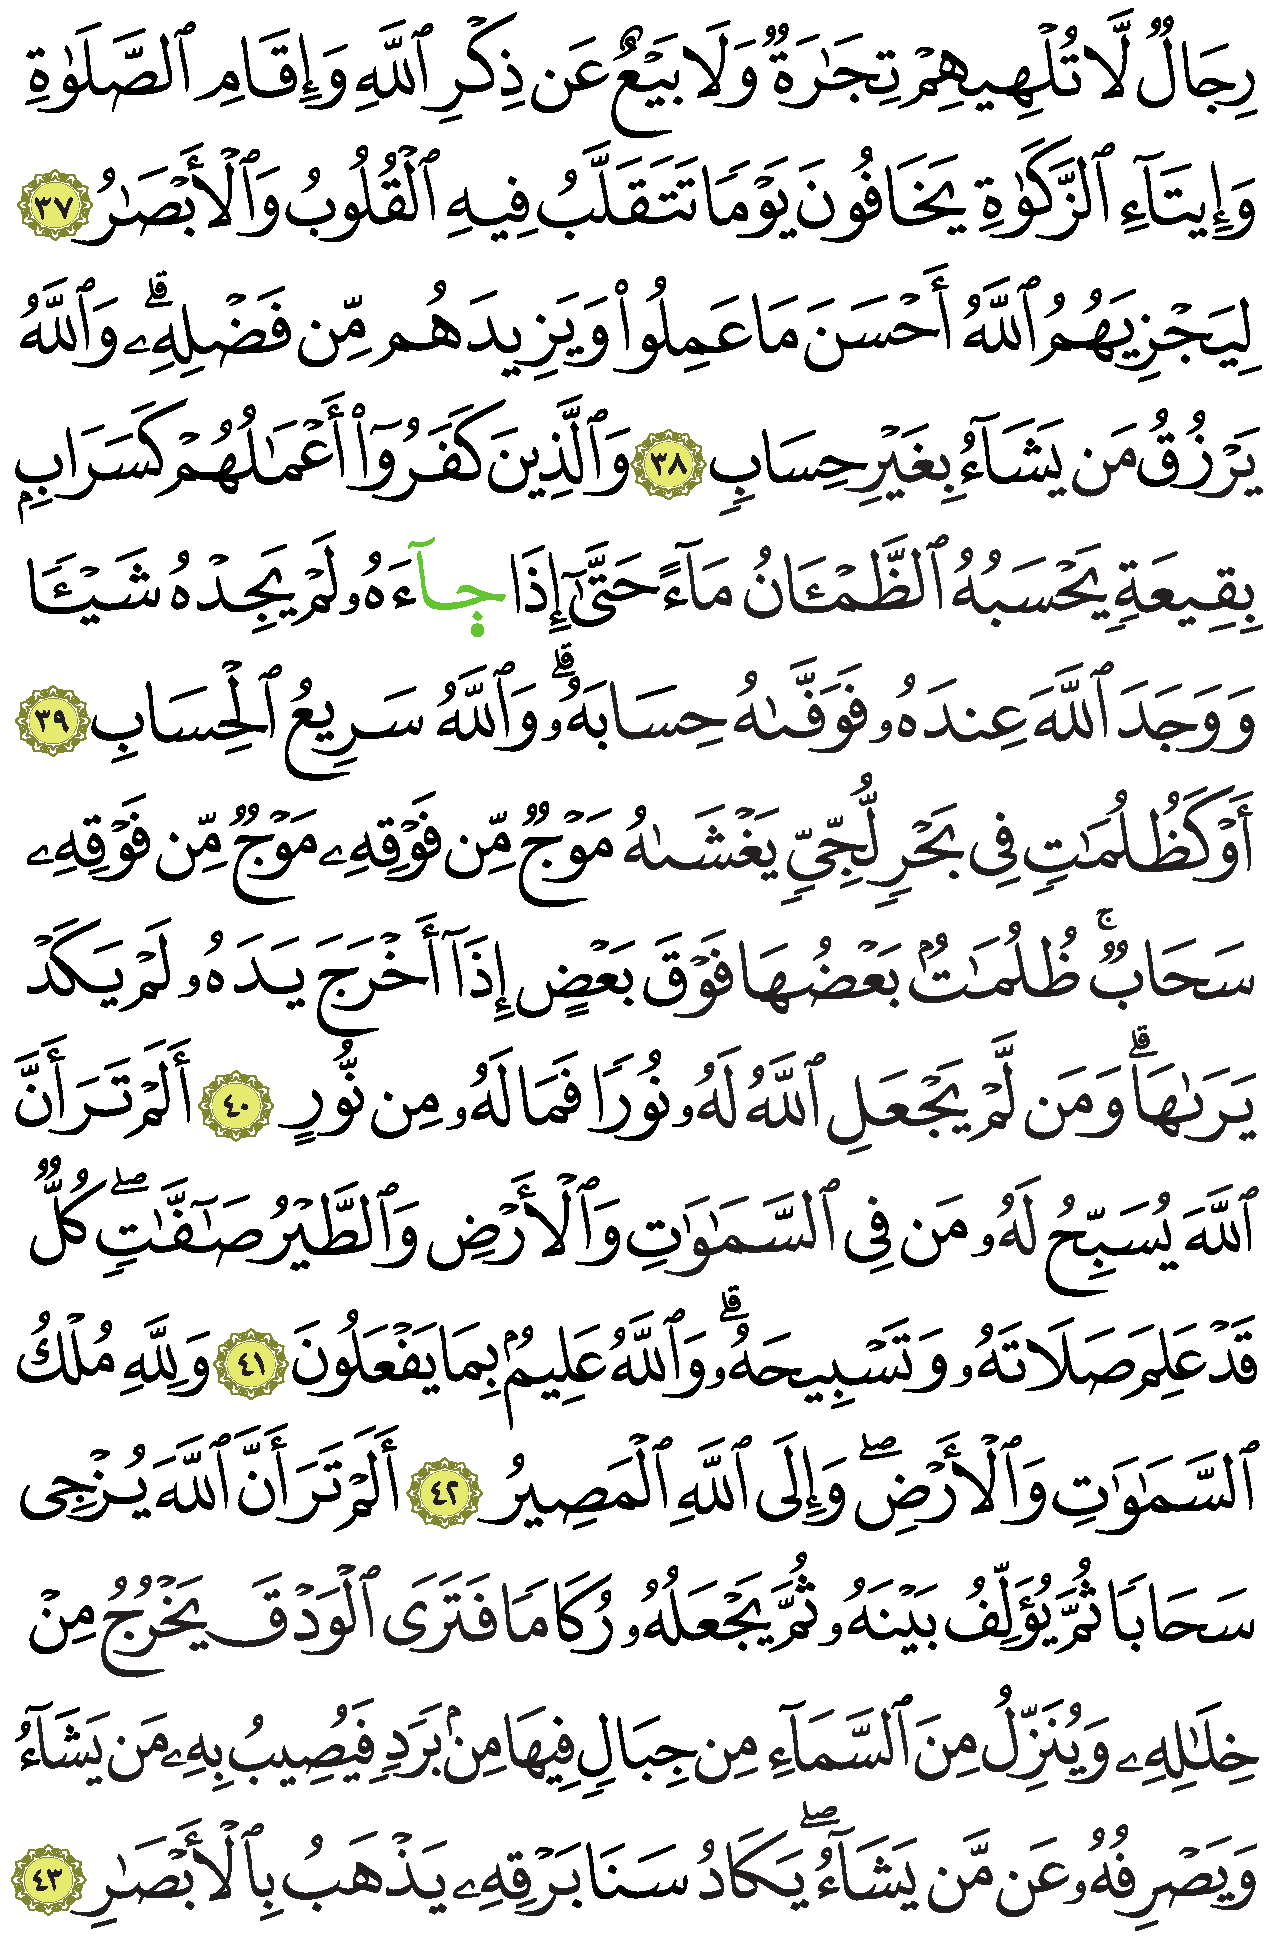 رِجَالٌ لَّا تُلْهِيهِمْ تِجَٰرَةٌ وَلَا بَيْعٌ عَن ذِكْرِ ٱللَّهِ وَإِقَامِ ٱلصَّلَوٰةِ
وَإِيتَآءِ ٱلزَّكَوٰةِ يَخَافُونَ يَوْمًا تَتَقَلَّبُ فِيهِ ٱلْقُلُوبُ وَٱلْأَبْصَٰرُ ٣٧
لِيَجْزِيَهُمُ ٱللَّهُ أَحْسَنَ مَا عَمِلُوا۟ وَيَزِيدَهُم مِّن فَضْلِهِۦ ۗ وَٱللَّهُ
يَرْزُقُ مَن يَشَآءُ بِغَيْرِ حِسَابٍ ٣٨ وَٱلَّذِينَ كَفَرُوٓا۟ أَعْمَٰلُهُمْ كَسَرَابٍۭ
بِقِيعَةٍ يَحْسَبُهُ ٱلظَّمْـَٔانُ مَآءً حَتَّىٰٓ إِذَا جَآءَهُۥ لَمْ يَجِدْهُ شَيْـًٔا
وَوَجَدَ ٱللَّهَ عِندَهُۥ فَوَفَّىٰهُ حِسَابَهُۥ ۗ وَٱللَّهُ سَرِيعُ ٱلْحِسَابِ ٣٩
أَوْ كَظُلُمَٰتٍ فِى بَحْرٍ لُّجِّىٍّ يَغْشَىٰهُ مَوْجٌ مِّن فَوْقِهِۦ مَوْجٌ مِّن فَوْقِهِۦ
سَحَابٌ ۚ ظُلُمَٰتٌۢ بَعْضُهَا فَوْقَ بَعْضٍ إِذَآ أَخْرَجَ يَدَهُۥ لَمْ يَكَدْ
يَرَىٰهَا ۗ وَمَن لَّمْ يَجْعَلِ ٱللَّهُ لَهُۥ نُورًا فَمَا لَهُۥ مِن نُّورٍ ٤٠ أَلَمْ تَرَ أَنَّ
ٱللَّهَ يُسَبِّحُ لَهُۥ مَن فِى ٱلسَّمَٰوَٰتِ وَٱلْأَرْضِ وَٱلطَّيْرُ صَٰٓفَّٰتٍ ۖ كُلٌّ
قَدْ عَلِمَ صَلَاتَهُۥ وَتَسْبِيحَهُۥ ۗ وَٱللَّهُ عَلِيمٌۢ بِمَا يَفْعَلُونَ ٤١ وَلِلَّهِ مُلْكُ
ٱلسَّمَٰوَٰتِ وَٱلْأَرْضِ ۖ وَإِلَى ٱللَّهِ ٱلْمَصِيرُ ٤٢ أَلَمْ تَرَ أَنَّ ٱللَّهَ يُزْجِى
سَحَابًا ثُمَّ يُؤَلِّفُ بَيْنَهُۥ ثُمَّ يَجْعَلُهُۥ رُكَامًا فَتَرَى ٱلْوَدْقَ يَخْرُجُ مِنْ
خِلَٰلِهِۦ وَيُنَزِّلُ مِنَ ٱلسَّمَآءِ مِن جِبَالٍ فِيهَا مِنۢ بَرَدٍ فَيُصِيبُ بِهِۦ مَن يَشَآءُ
وَيَصْرِفُهُۥ عَن مَّن يَشَآءُ ۖ يَكَادُ سَنَا بَرْقِهِۦ يَذْهَبُ بِٱلْأَبْصَٰرِ ٤٣